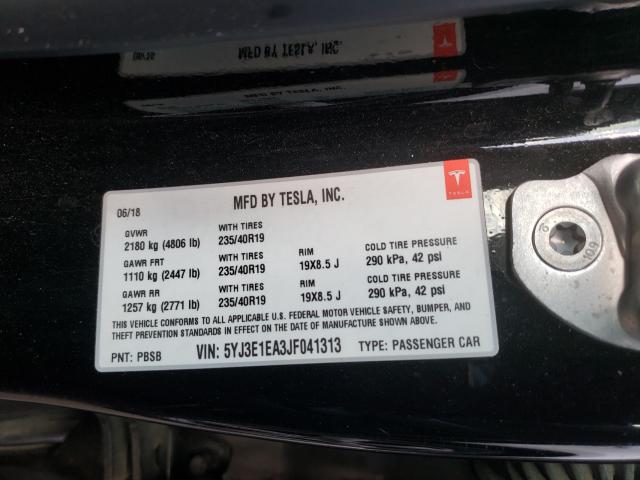 MFD BY TESLA, INC.
06/18
MFD BY TESLA, INC.
TESLA
GVWR
2180 kg (4806 lb)
WITH TIRES
235/40R19
GAWR FRT
1110 kg (2447 lb)
WITH TIRES
235/40R19
RIM
19X8.5 J
COLD TIRE PRESSURE
290 kPa, 42 psi
GAWR RR
1257 kg (2771 lb)
WITH TIRES
235/40R19
RIM
19X8.5 J
COLD TIRE PRESSURE
290 kPa, 42 psi
THIS VEHICLE CONFORMS TO ALL APPLICABLE U.S. FEDERAL MOTOR VEHICLE SAFETY, BUMPER, AND
THEFT PREVENTION STANDARDS IN EFFECT ON THE DATE OF MANUFACTURE SHOWN ABOVE.
PNT: PBSB
VIN: 5YJ3E1EA3JF041313
TYPE: PASSENGER CAR
10.9